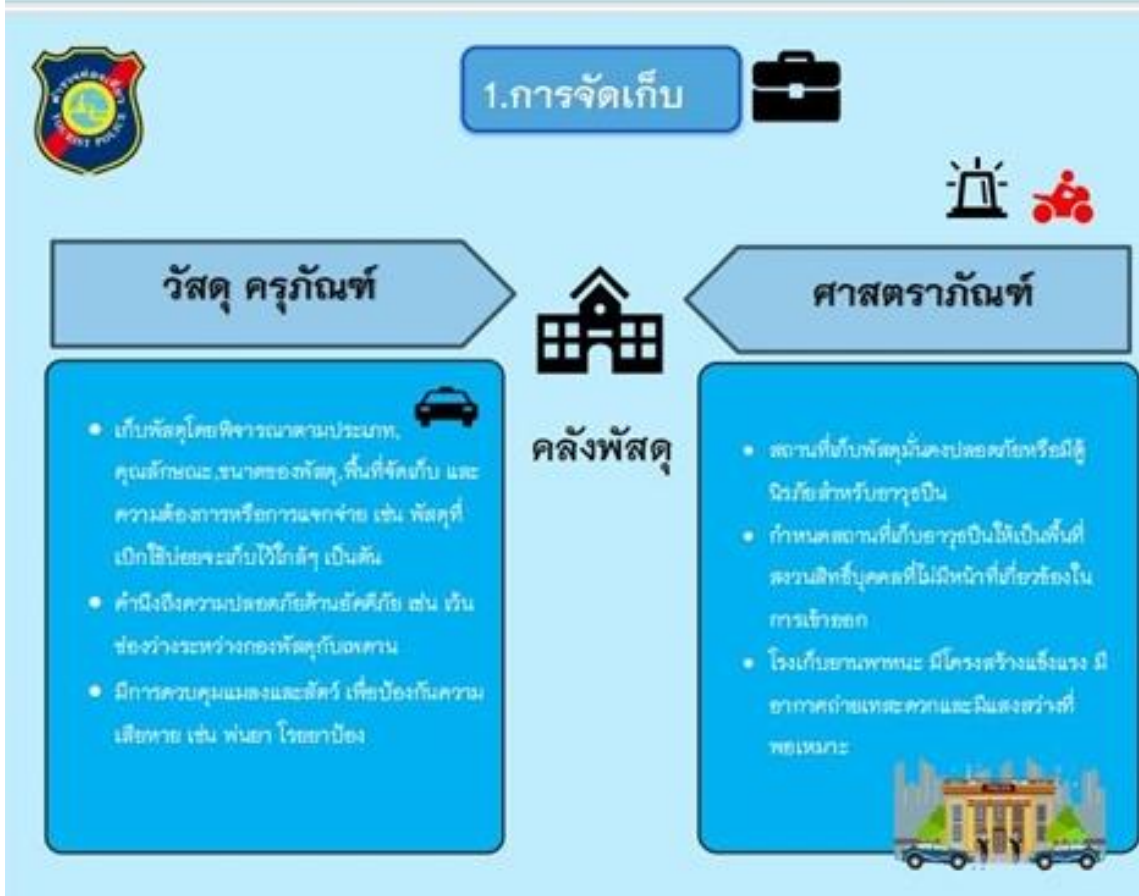 ตำรวจท่องเที่ยว
TOURIST POLICE
1.การจัดเก็บ
วัสดุ ครุภัณฑ์
เก็บพัสดุโดยพิจารณาตามประเภท,
คุณลักษณะ,ขนาดของพัสดุ,พื้นที่จัดเก็บ และ
ความต้องการหรือการแจกจ่าย เช่น พัสดุที่
เบิกใช้บ่อยจะเก็บไว้ใกล้ๆ เป็นต้น
คำนึงถึงความปลอดภัยด้านอัคคีภัย เช่น เว้น
ช่องว่างระหว่างกองพัสดุกับเพดาน
มีการควบคุมแมลงและสัตว์ เพื่อป้องกันความ
เสียหาย เช่น พ่นยา โรยยาป้อง
คลังพัสดุ
ศาสตราภัณฑ์
สถานที่เก็บพัสดุมั่นคงปลอดภัยหรือมีตู้
นิรภัยสำหรับอาวุธปืน
กำหนดสถานที่เก็บอาวุธปืนให้เป็นพื้นที่
สงวนสิทธิ์บุคคลที่ไม่มีหน้าที่เกี่ยวข้องใน
การเข้าออก
โรงเก็บยานพาหนะ มีโครงสร้างแข็งแรง มี
อากาศถ่ายเทสะดวกและมีแสงสว่างที่
พอเหมาะ